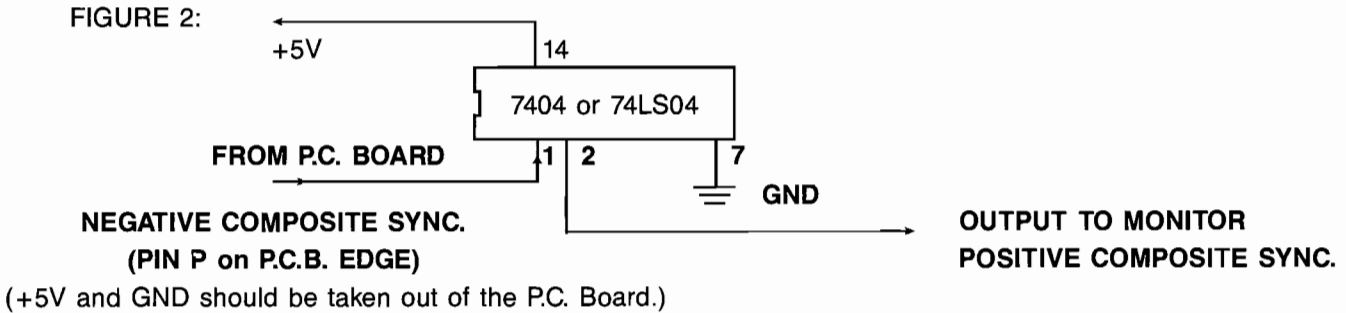 FIGURE 2:
+5V
14
7404 or 74LS04
FROM P.C. BOARD
1
2
7
GND
NEGATIVE COMPOSITE SYNC.
(PIN P on P.C.B. EDGE)
OUTPUT TO MONITOR
POSITIVE COMPOSITE SYNC.
(+5V and GND should be taken out of the P.C. Board.)